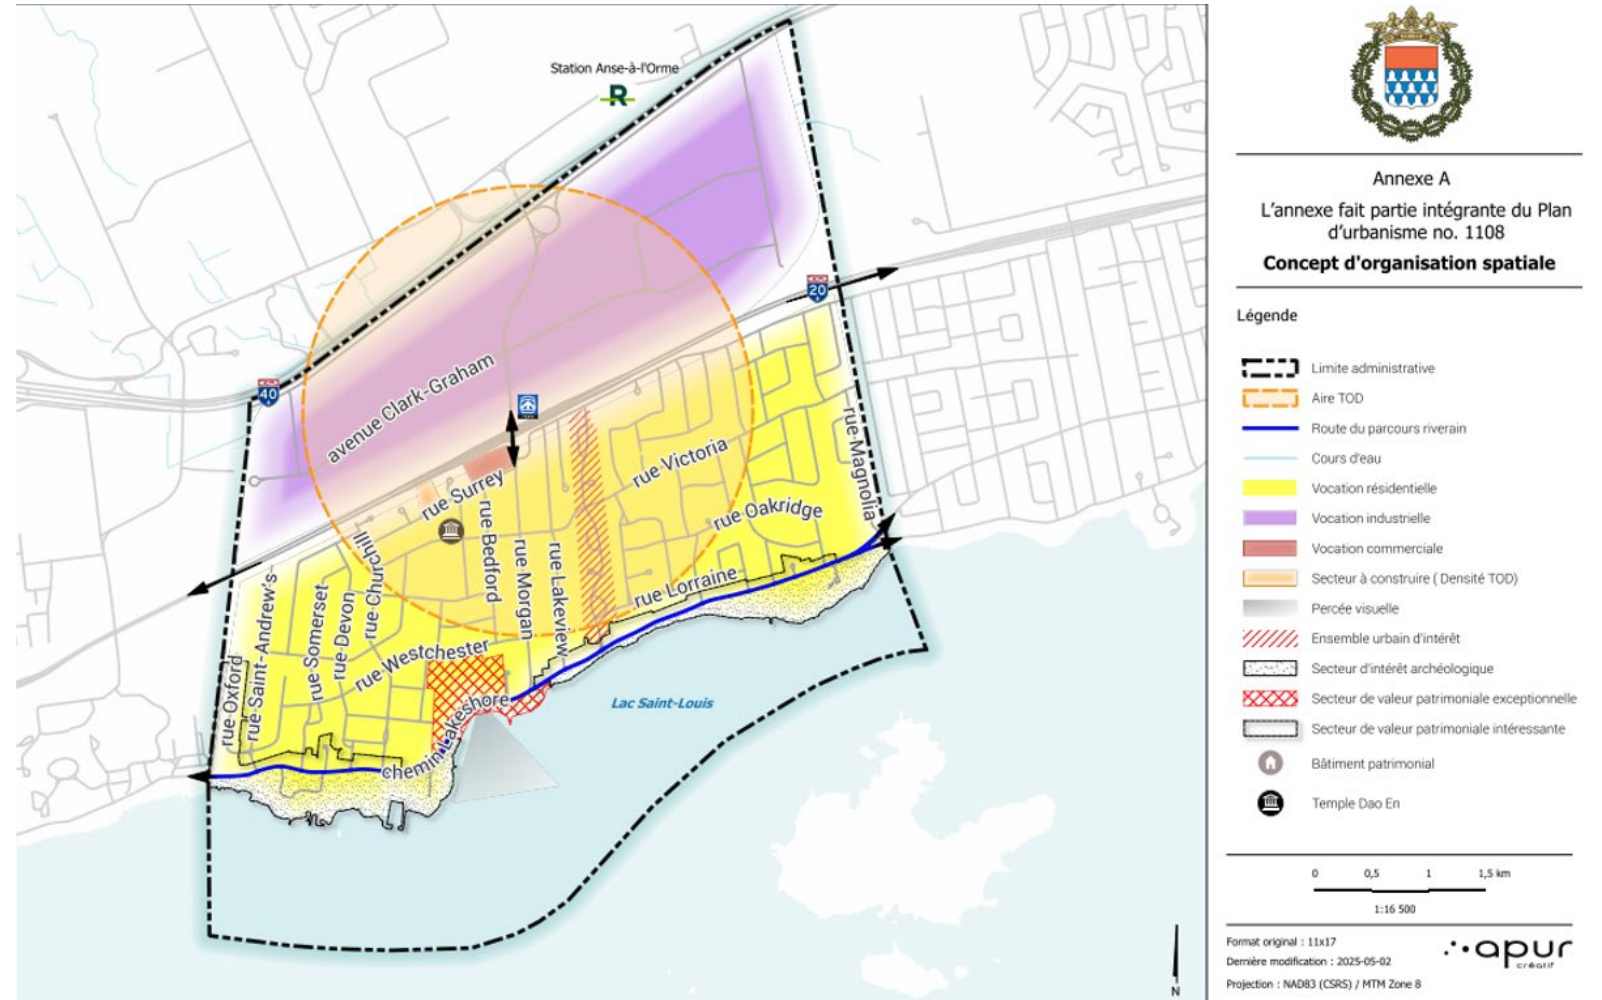 Station Anse-à-l'Orme
R
40
20
avenue Clark-Graham
rue Surrey
rue Victoria
rue Magnolia
rue Oakridge
rue Churchill
rue Bedford
rue Morgan
rue Lakeview
rue Lorraine
rue Somerset
rue Devon
rue Saint-Andrew's
rue Oxford
rue Westchester
chemin Lakeshore
Lac Saint-Louis
N
Annexe A
L'annexe fait partie intégrante du Plan
d'urbanisme no. 1108
Concept d'organisation spatiale
Légende
Limite administrative
Aire TOD
Route du parcours riverain
Cours d'eau
Vocation résidentielle
Vocation industrielle
Vocation commerciale
Secteur à construire ( Densité TOD)
Percée visuelle
Ensemble urbain d'intérêt
Secteur d'intérêt archéologique
Secteur de valeur patrimoniale exceptionnelle
Secteur de valeur patrimoniale intéressante
Bâtiment patrimonial
Temple Dao En
0 0,5 1 1,5 km
1:16 500
Format original : 11x17
Dernière modification : 2025-05-02
Projection : NAD83 (CSRS) / MTM Zone 8
apur
créatif